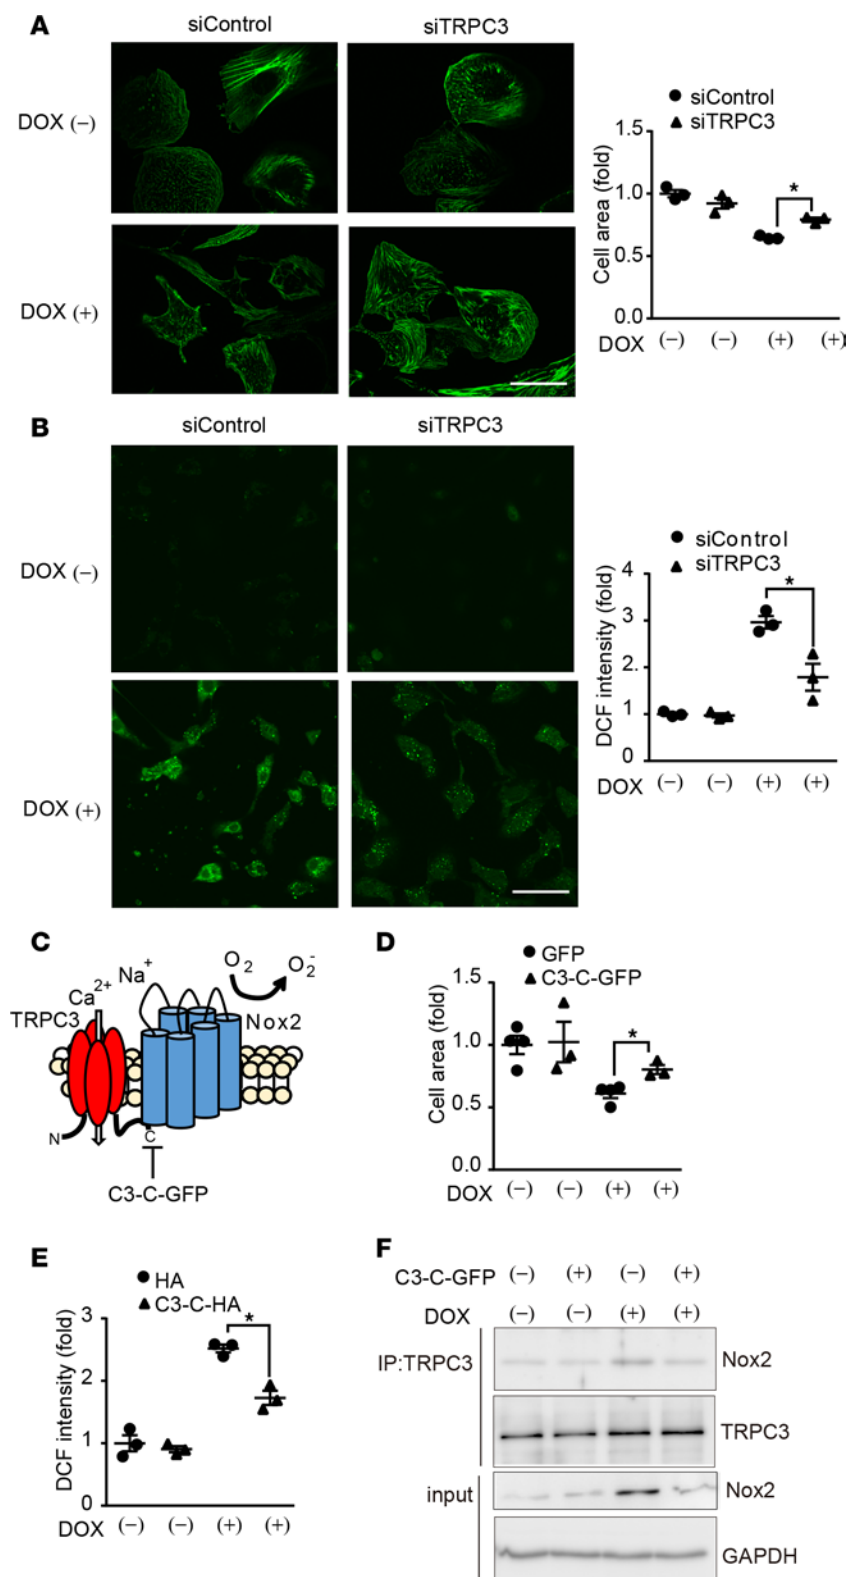 A
siControl
siTRPC3
DOX (−)
DOX (+)
siControl
siTRPC3
Cell area (fold)
1.5
1.0
0.5
0.0
DOX (−) (−) (+) (+)
B
siControl
siTRPC3
DOX (−)
DOX (+)
siControl
siTRPC3
DCF intensity (fold)
4
3
2
1
0
*
*
DOX (−) (−) (+) (+)
C
TRPC3
Ca2+
Na+
O2
O2-
Nox2
N
C
C3-C-GFP
D
GFP
C3-C-GFP
Cell area (fold)
1.5
1.0
0.5
0.0
*
DOX (−) (−) (+) (+)
E
HA
C3-C-HA
DCF intensity (fold)
3
2
1
0
*
DOX (−) (−) (+) (+)
F
C3-C-GFP (−) (+) (−) (+)
DOX (−) (−) (+) (+)
IP:TRPC3
Nox2
TRPC3
input
Nox2
GAPDH